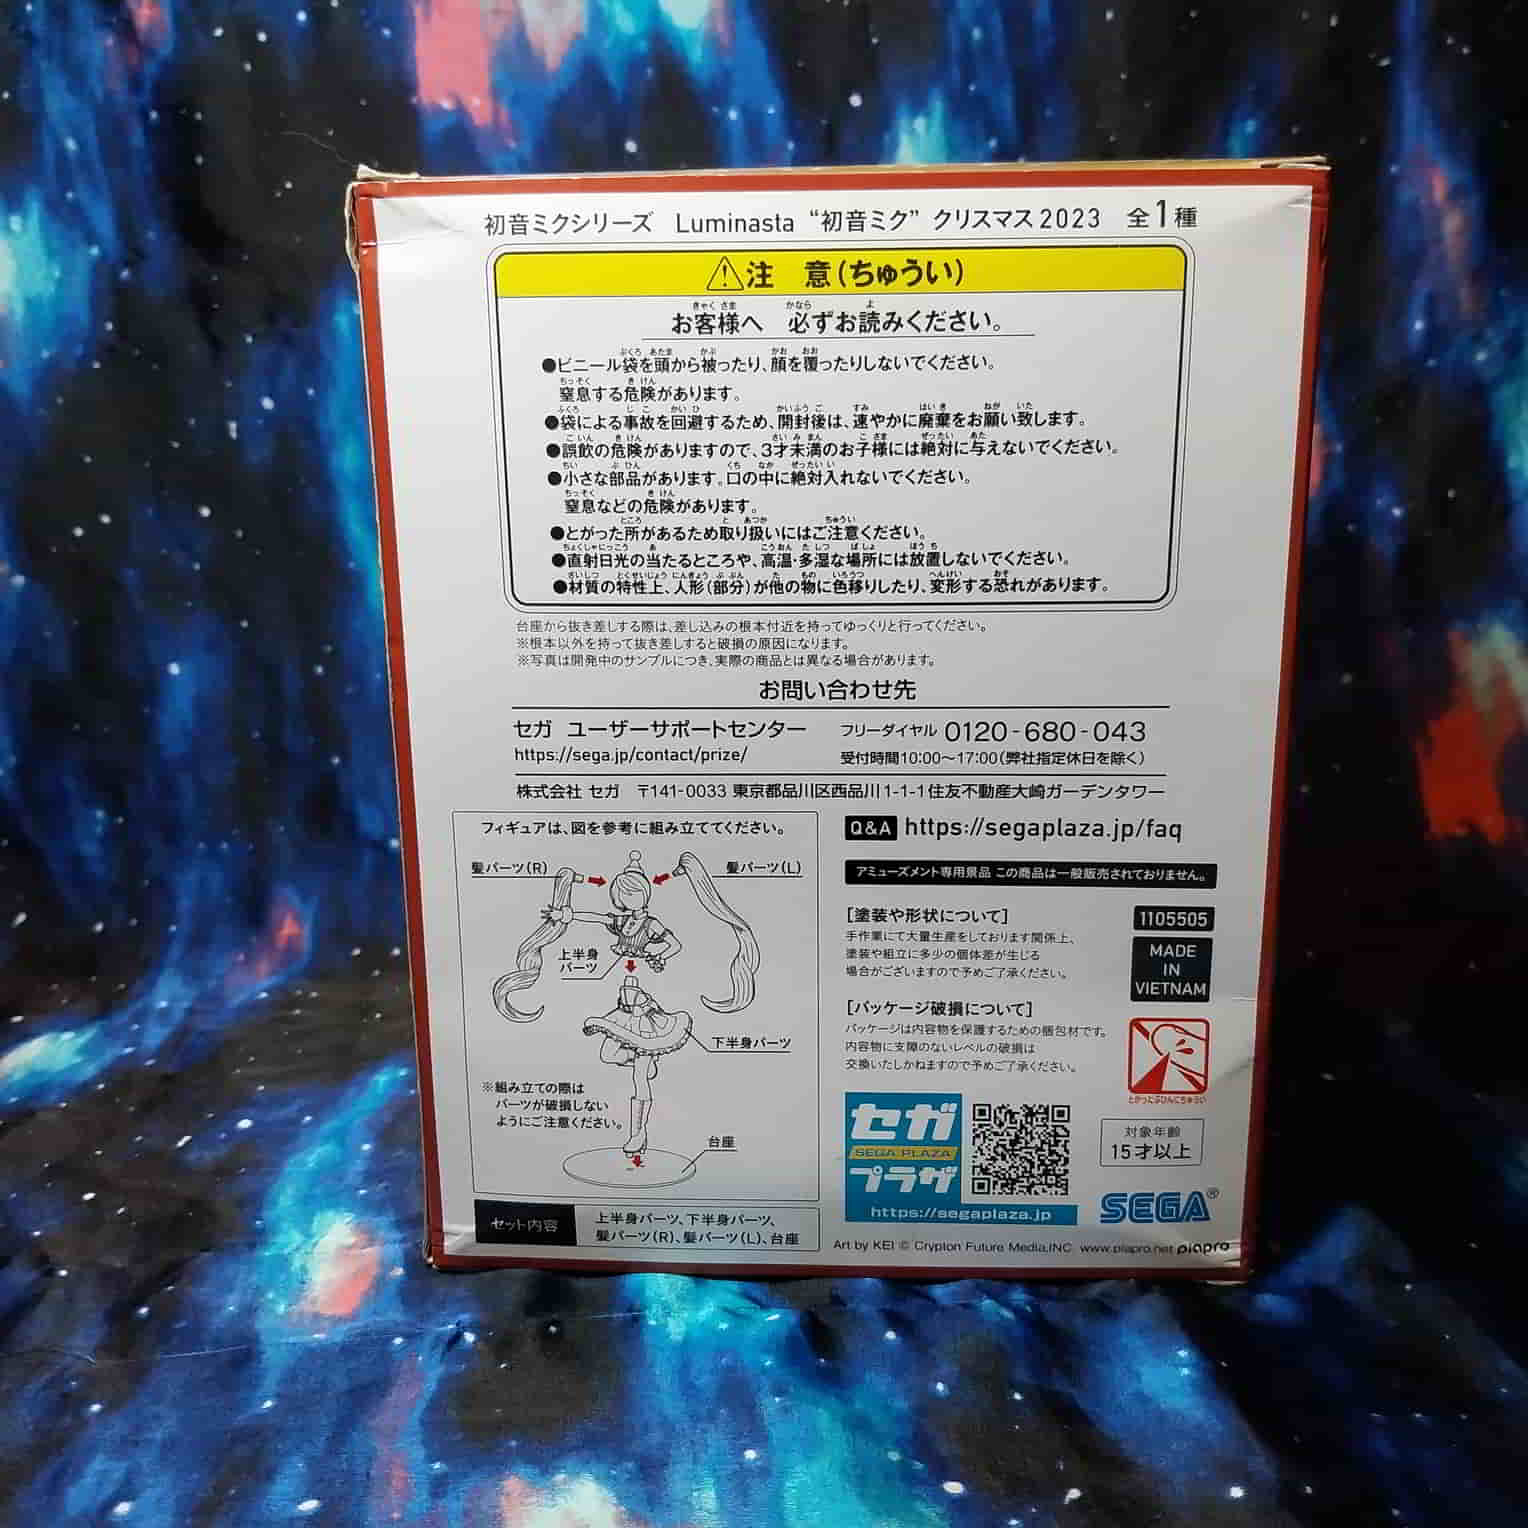 初音ミクシリーズ Luminasta “初音ミク” クリスマス2023 全1種
注 意(ちゅうい)
お客様へ 必ずお読みください。
●ビニール袋を頭から被ったり、顔を覆ったりしないでください。
窒息する危険があります。
●袋による事故を回避するため、開封後は、速やかに廃棄をお願い致します。
●誤飲の危険がありますので、3才未満のお子様には絶対に与えないでください。
●小さな部品があります。口の中に絶対入れないでください。
窒息などの危険があります。
●とがった所があるため取り扱いにはご注意ください。
●直射日光の当たるところや、高温・多湿な場所には放置しないでください。
●材質の特性上、人形(部分)が他の物に色移りしたり、変形する恐れがあります。
台座から抜き差しする際は、差し込みの根本付近を持ってゆっくりと行ってください。
※根本以外を持って抜き差しすると破損の原因になります。
※写真は開発中のサンプルにつき、実際の商品とは異なる場合があります。
お問い合わせ先
セガ ユーザーサポートセンター フリーダイヤル 0120-680-043
https://sega.jp/contact/prize/ 受付時間10:00〜17:00(弊社指定休日を除く)
株式会社 セガ 〒141-0033 東京都品川区西品川1-1-1住友不動産大崎ガーデンタワー
フィギュアは、図を参考に組み立ててください。
髪パーツ(R)
髪パーツ(L)
上半身
パーツ
下半身パーツ
※組み立ての際は
パーツが破損しない
ようにご注意ください。
台座
セット内容
上半身パーツ、下半身パーツ、
髪パーツ(R)、髪パーツ(L)、台座
Q&A https://segaplaza.jp/faq
アミューズメント専用景品 この商品は一般販売されておりません。
[塗装や形状について]
手作業にて大量生産をしております関係上、
塗装や組立に多少の個体差が生じる
場合がございますので予めご了承ください。
1105505
MADE
IN
VIETNAM
[パッケージ破損について]
パッケージは内容物を保護するための梱包材です。
内容物に支障のないレベルの破損は
交換いたしかねますので予めご了承ください。
とがったぶひんにちゅうい
セガ
SEGA PLAZA
プラザ
https://segaplaza.jp
対象年齢
15才以上
SEGA®
Art by KEI © Crypton Future Media,INC. www.piapro.net piapro